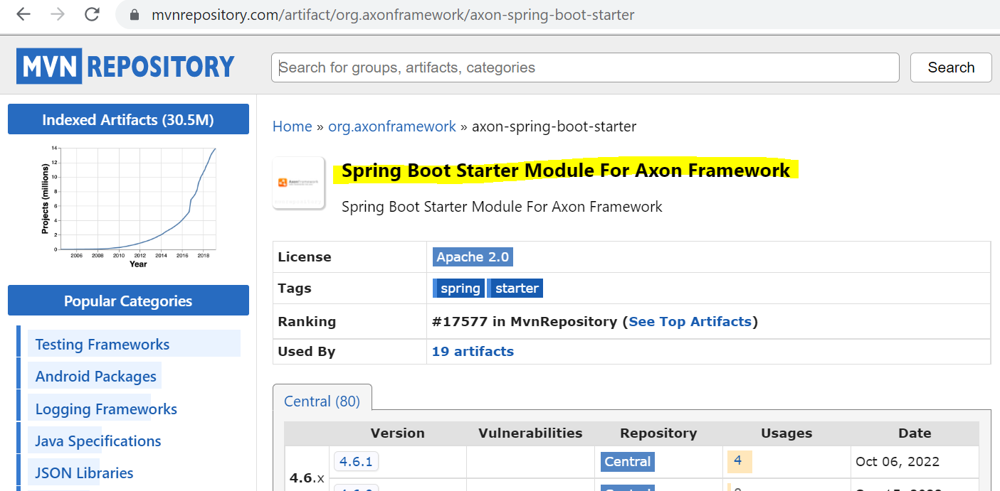 mvnrepository.com/artifact/org.axonframework/axon-spring-boot-starter
MVN REPOSITORY
Search for groups, artifacts, categories
Search
Indexed Artifacts (30.5M)
Projects (millions)
14
12
10
8
6
4
2
0
2006 2008 2010 2012 2014 2016 2018
Year
Popular Categories
Testing Frameworks
Android Packages
Logging Frameworks
Java Specifications
JSON Libraries
Home » org.axonframework » axon-spring-boot-starter
Spring Boot Starter Module For Axon Framework
Spring Boot Starter Module For Axon Framework
License Apache 2.0
Tags spring starter
Ranking #17577 in MvnRepository (See Top Artifacts)
Used By 19 artifacts
Central (80)
Version Vulnerabilities Repository Usages Date
4.6.1 Central 4 Oct 06, 2022
4.6.x